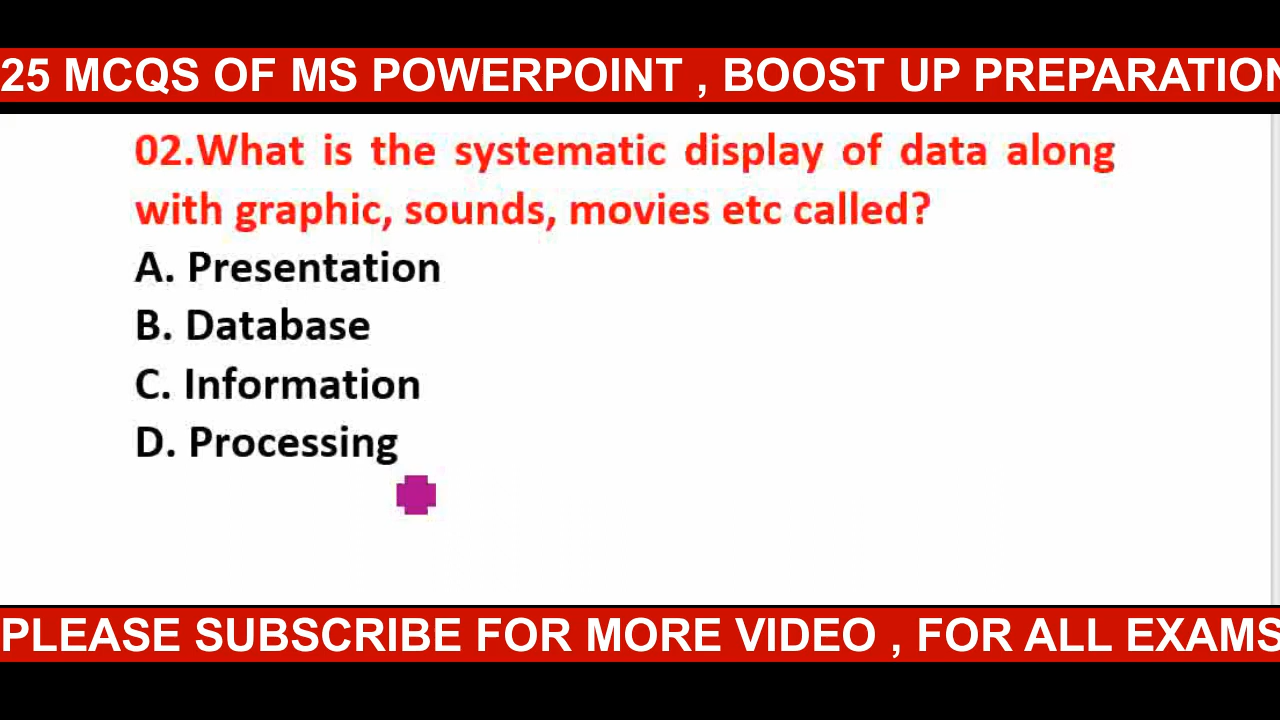 25 MCQS OF MS POWERPOINT , BOOST UP PREPARATION
02.What is the systematic display of data along
with graphic, sounds, movies etc called?
A. Presentation
B. Database
C. Information
D. Processing
PLEASE SUBSCRIBE FOR MORE VIDEO , FOR ALL EXAMS